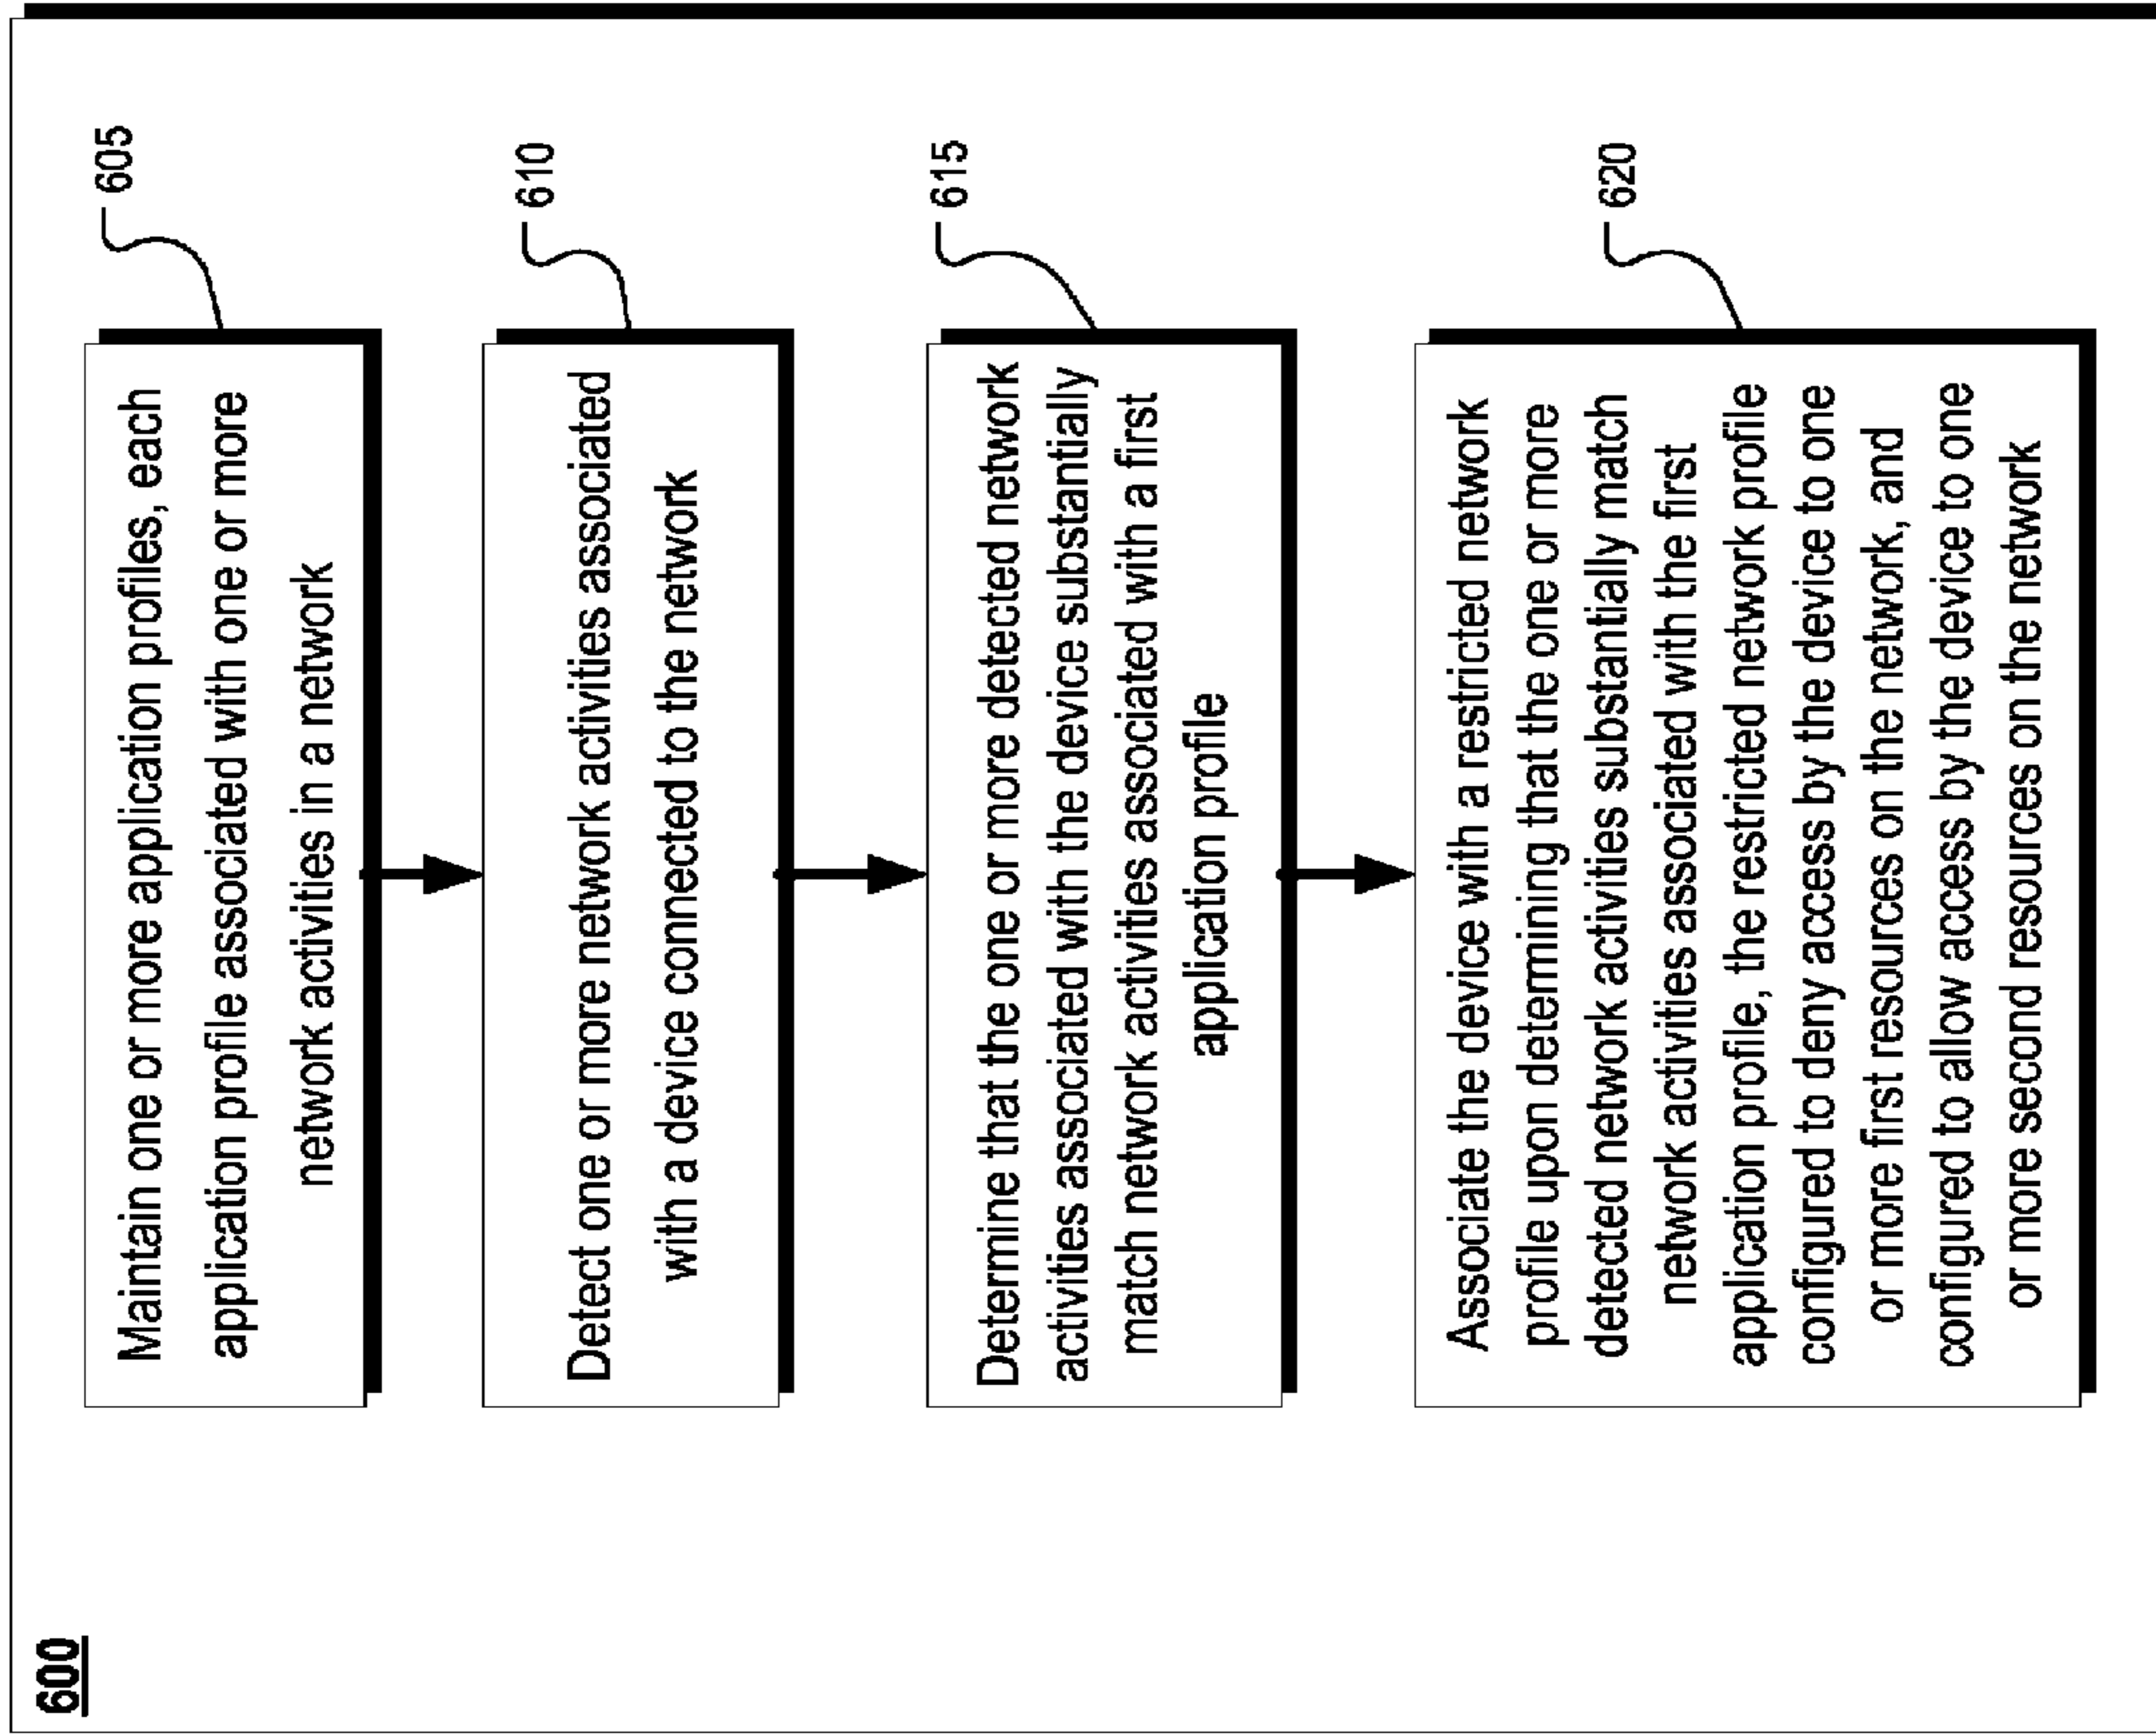 600
Maintain one or more application profiles, each
application profile associated with one or more
network activities in a network
605
Detect one or more network activities associated
with a device connected to the network
610
Determine that the one or more detected network
activities associated with the device substantially
match network activities associated with a first
application profile
615
Associate the device with a restricted network
profile upon determining that the one or more
detected network activities substantially match
network activities associated with the first
application profile, the restricted network profile
configured to deny access by the device to one
or more first resources on the network, and
configured to allow access by the device to one
or more second resources on the network
620